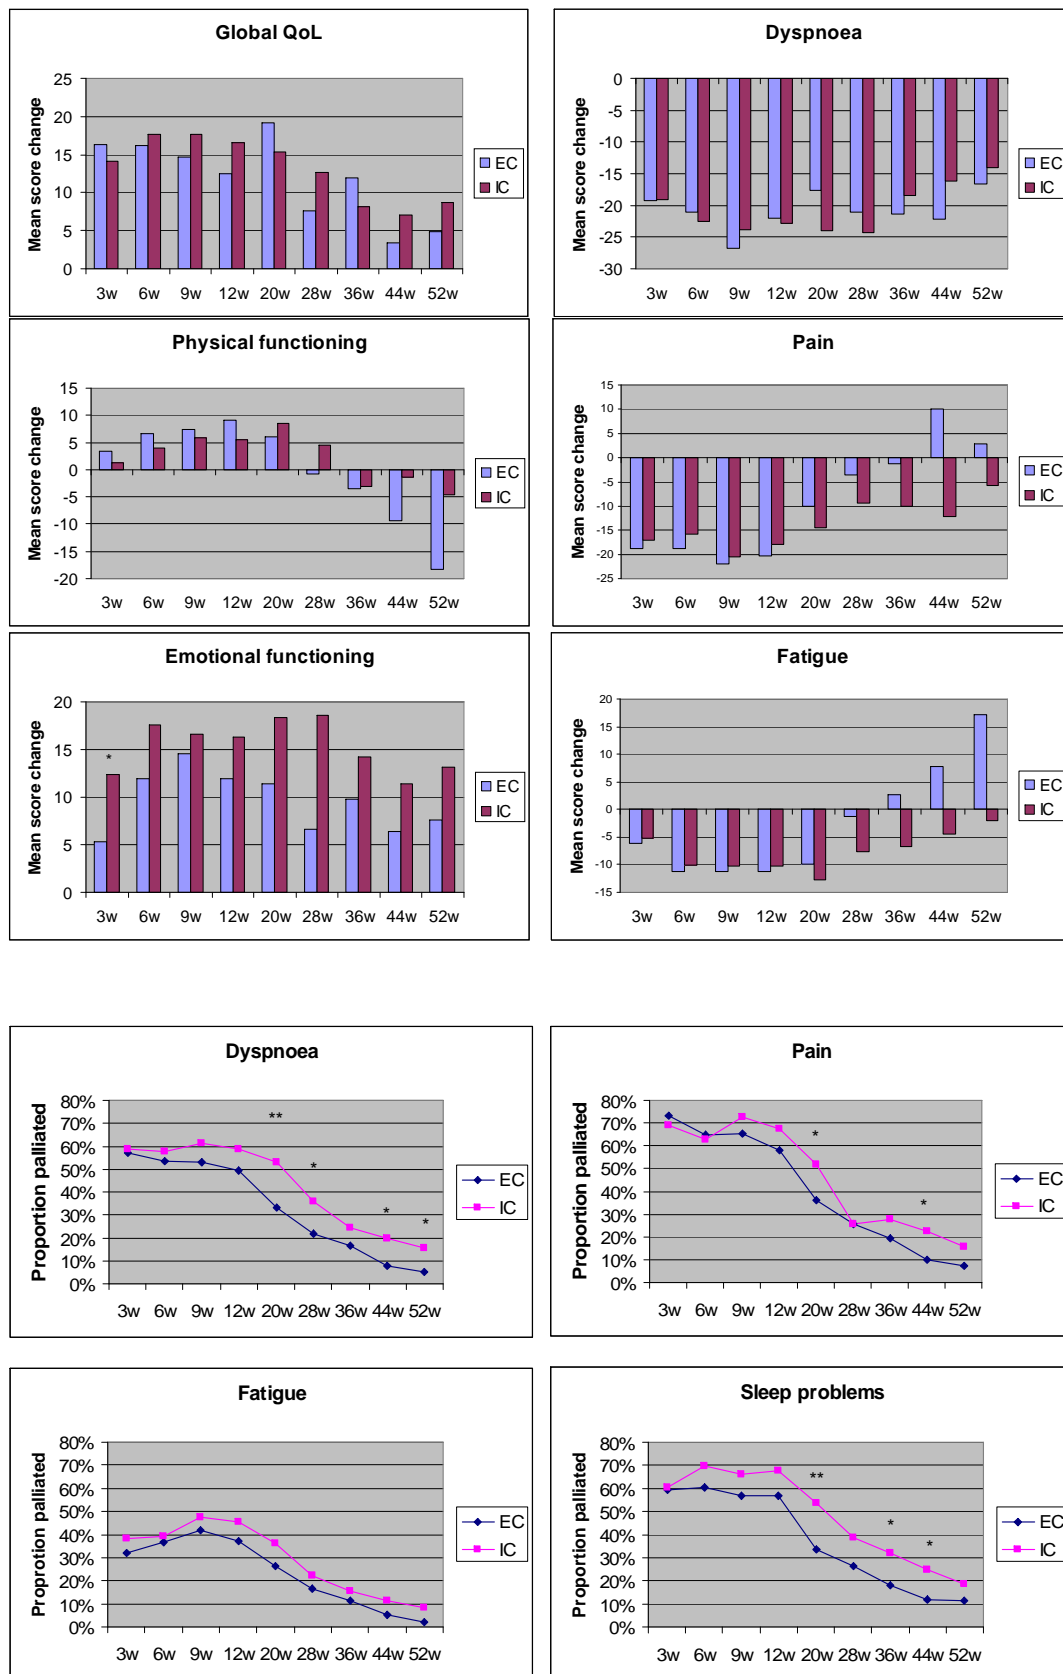 Global QoL
Mean score change
25
20
15
10
5
0
3w 6w 9w 12w 20w 28w 36w 44w 52w
EC
IC
Dyspnoea
Mean score change
0
-5
-10
-15
-20
-25
-30
3w 6w 9w 12w 20w 28w 36w 44w 52w
EC
IC
Physical functioning
Mean score change
15
10
5
0
-5
-10
-15
-20
3w 6w 9w 12w 20w 28w 36w 44w 52w
EC
IC
Pain
Mean score change
15
10
5
0
-5
-10
-15
-20
-25
3w 6w 9w 12w 20w 28w 36w 44w 52w
EC
IC
Emotional functioning
Mean score change
20
15
10
5
0
*
3w 6w 9w 12w 20w 28w 36w 44w 52w
EC
IC
Fatigue
Mean score change
20
15
10
5
0
-5
-10
-15
3w 6w 9w 12w 20w 28w 36w 44w 52w
EC
IC
Dyspnoea
Proportion palliated
80%
70%
60%
50%
40%
30%
20%
10%
0%
** * * *
3w 6w 9w 12w 20w 28w 36w 44w 52w
EC
IC
Pain
Proportion palliated
80%
70%
60%
50%
40%
30%
20%
10%
0%
* *
3w 6w 9w 12w 20w 28w 36w 44w 52w
EC
IC
Fatigue
Proprotion palliated
80%
70%
60%
50%
40%
30%
20%
10%
0%
3w 6w 9w 12w 20w 28w 36w 44w 52w
EC
IC
Sleep problems
Proportion palliated
80%
70%
60%
50%
40%
30%
20%
10%
0%
** * *
3w 6w 9w 12w 20w 28w 36w 44w 52w
EC
IC